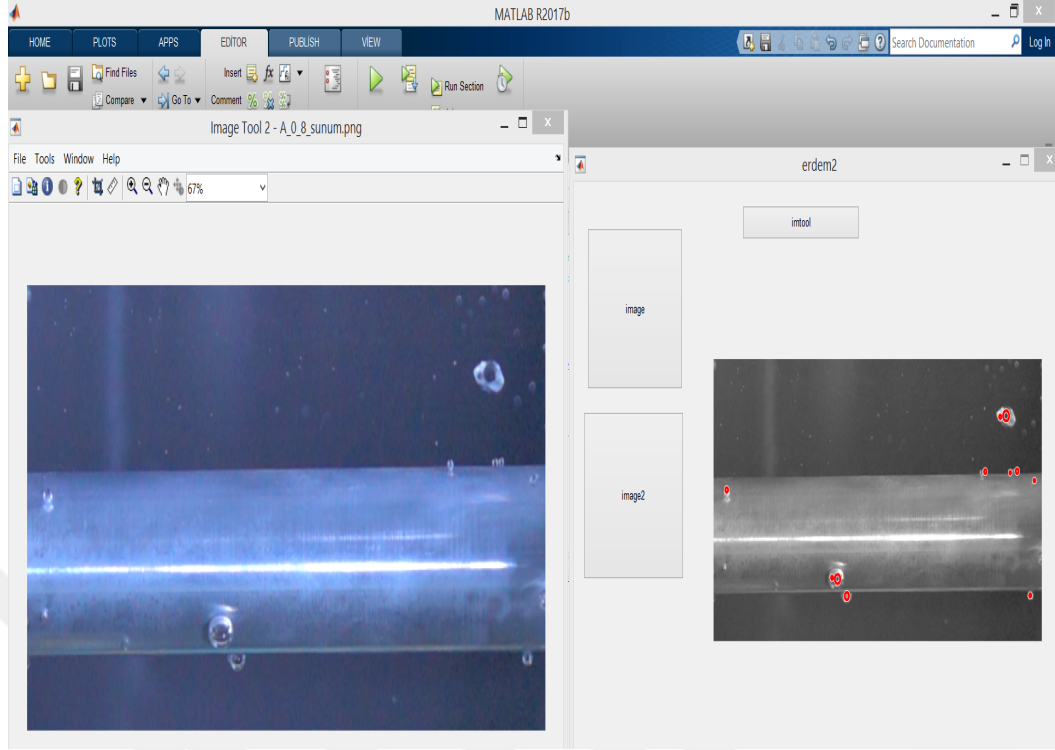 MATLAB R2017b
HOME PLOTS APPS EDITOR PUBLISH VIEW
Search Documentation
Log In
Find Files
Insert fx
Compare
Go To
Comment %
Run Section
Image Tool 2 - A_0_8_sunum.png
File Tools Window Help
67%
erdem2
imtool
image
image2